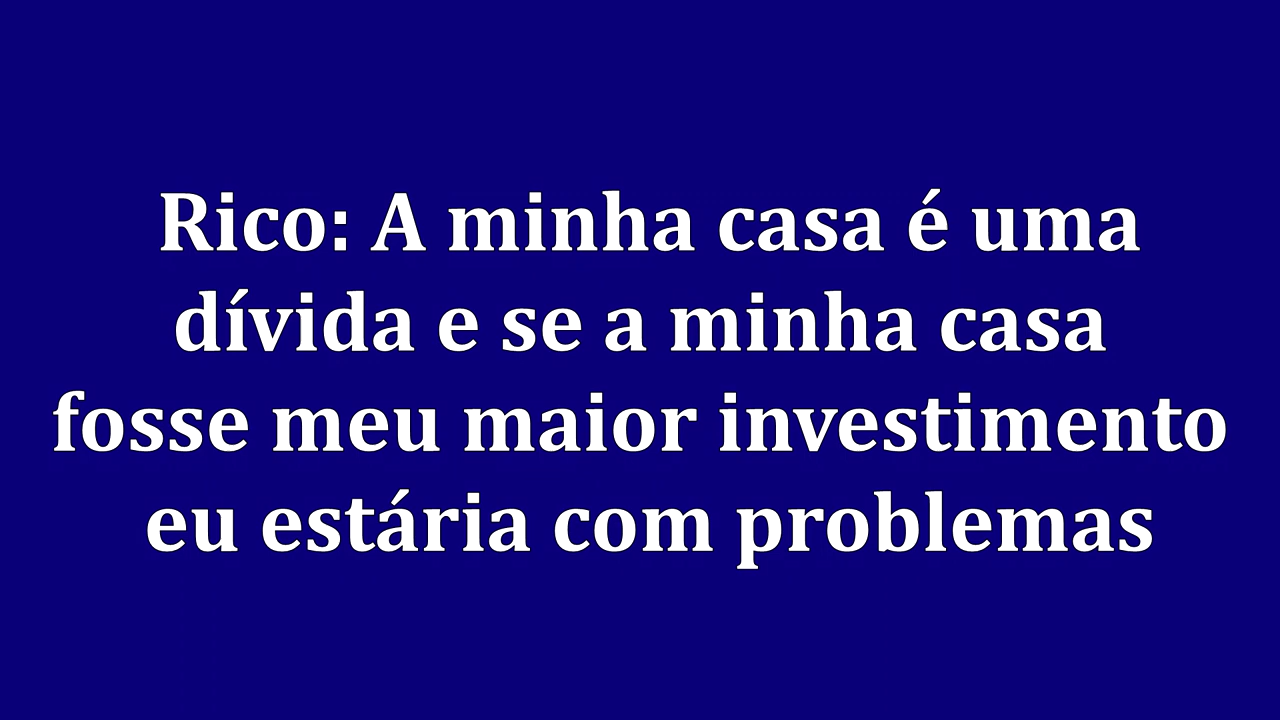 Rico: A minha casa é uma
dívida e se a minha casa
fosse meu maior investimento
eu estária com problemas